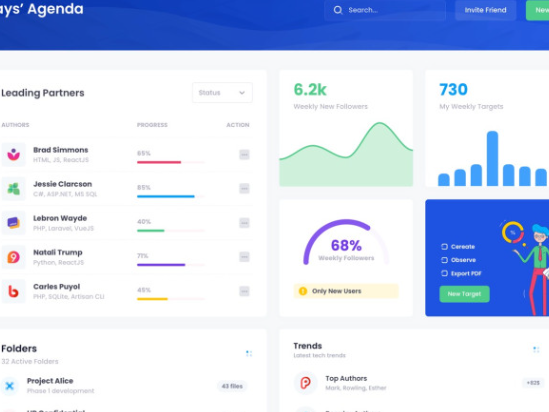 ays' Agenda
Search...
Invite Friend
New
Leading Partners
Status
AUTHORS
PROGRESS
ACTION
Brad Simmons
HTML, JS, ReactJS
65%
Jessie Clarcson
C#, ASP.NET, MS SQL
85%
Lebron Wayde
PHP, Laravel, VueJS
40%
Natali Trump
Python, ReactJS
71%
Carles Puyol
PHP, SQLite, Artisan CLI
45%
6.2k
Weekly New Followers
730
My Weekly Targets
68%
Weekly Followers
Only New Users
Cereate
Observe
Export PDF
New Target
Folders
32 Active Folders
Project Alice
Phase 1 development
43 files
Trends
Latest tech trends
Top Authors
Mark, Rowling, Esther